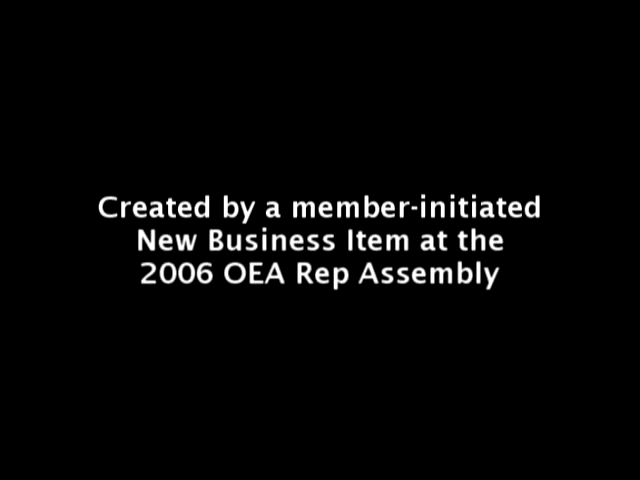 Created by a member-initiated
New Business Item at the
2006 OEA Rep Assembly